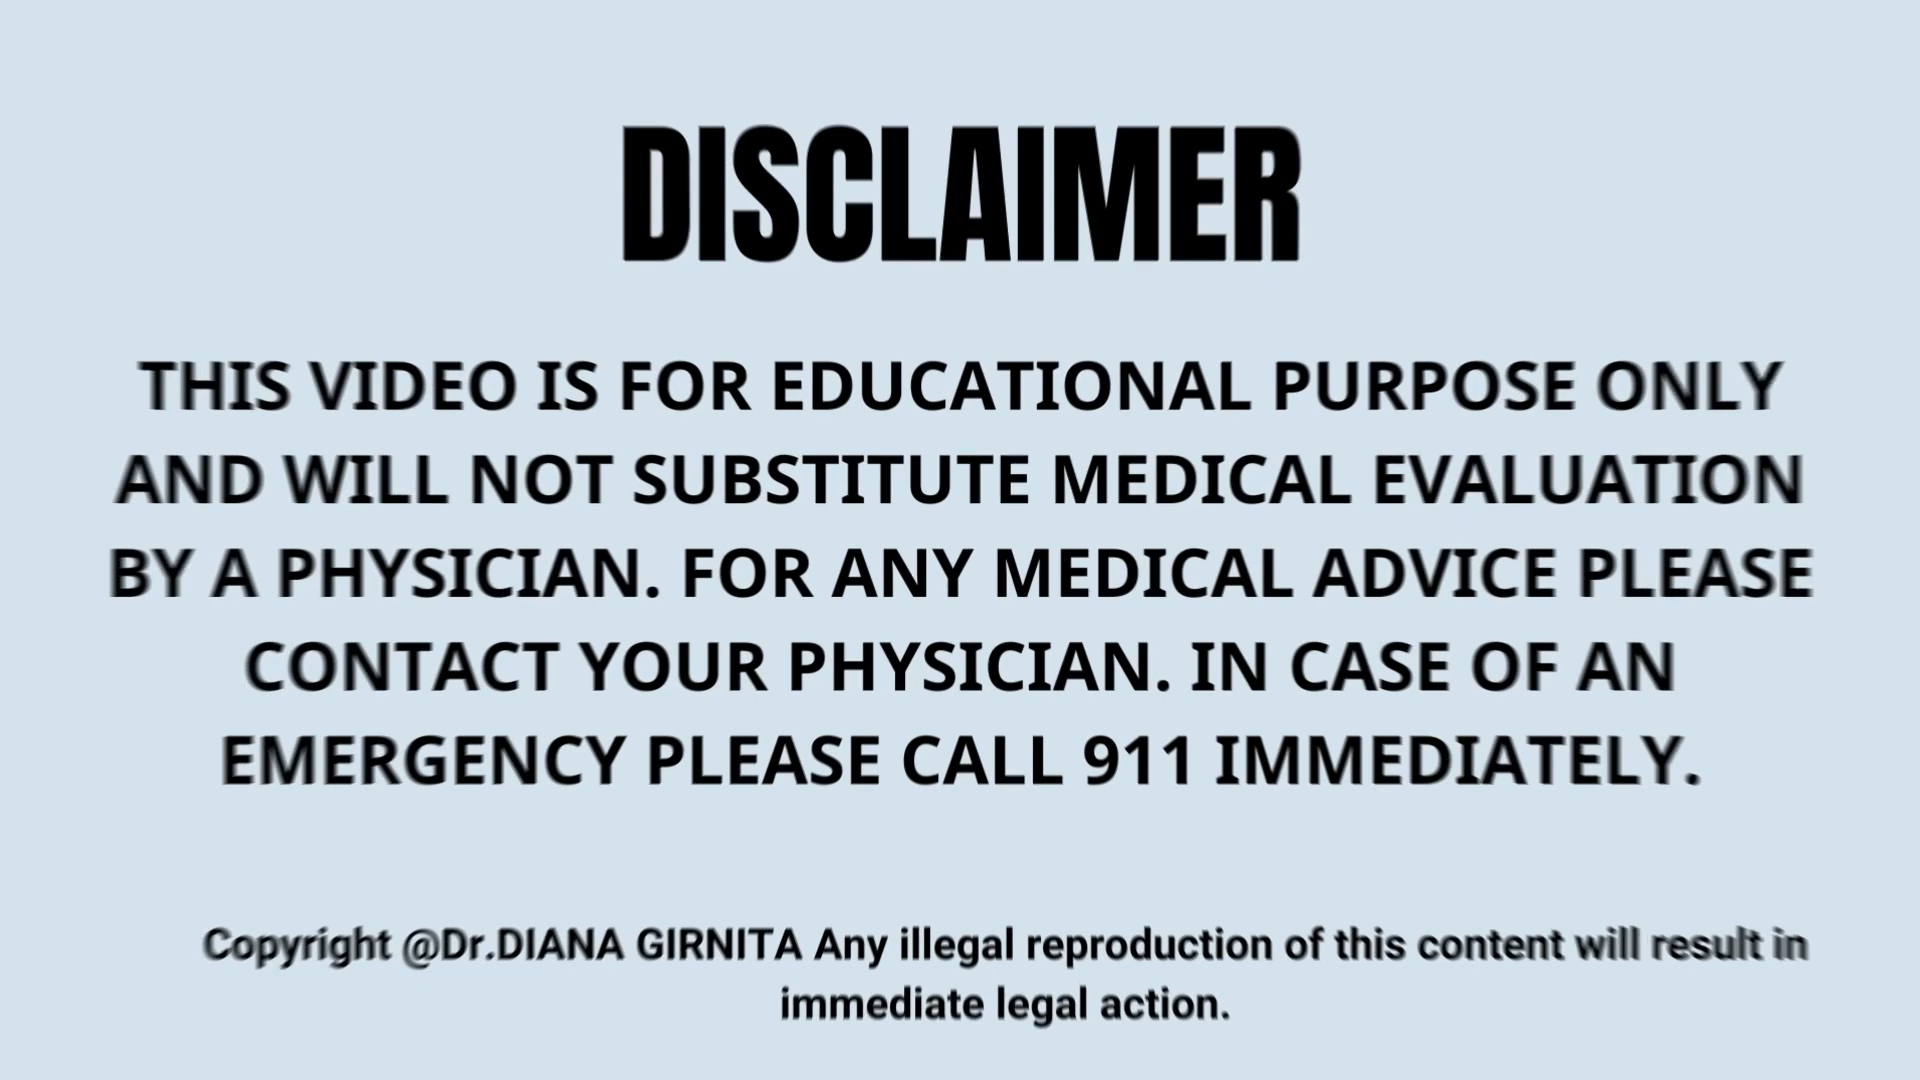 DISCLAIMER
THIS VIDEO IS FOR EDUCATIONAL PURPOSE ONLY
AND WILL NOT SUBSTITUTE MEDICAL EVALUATION
BY A PHYSICIAN. FOR ANY MEDICAL ADVICE PLEASE
CONTACT YOUR PHYSICIAN. IN CASE OF AN
EMERGENCY PLEASE CALL 911 IMMEDIATELY.
Copyright @Dr.DIANA GIRNITA Any illegal reproduction of this content will result in
immediate legal action.